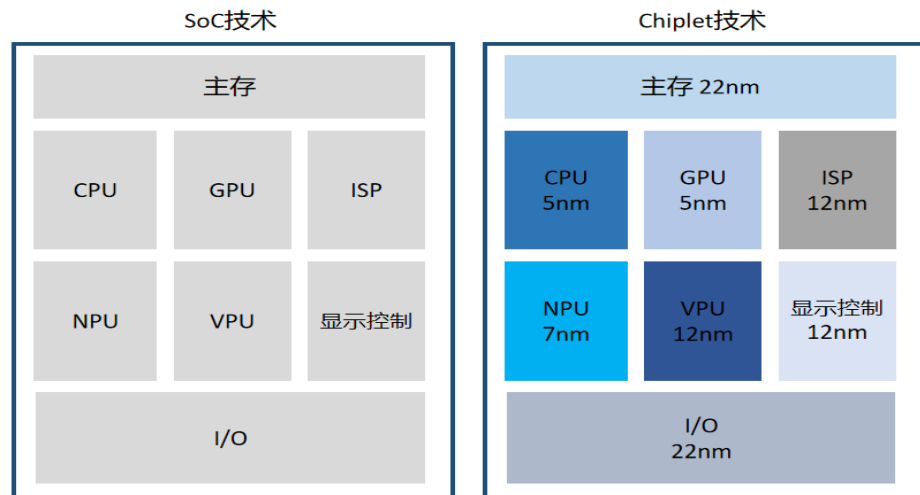 SoC技术
主存
CPU
GPU
ISP
NPU
VPU
显示控制
I/O
Chiplet技术
主存 22nm
CPU
5nm
GPU
5nm
ISP
12nm
NPU
7nm
VPU
12nm
显示控制
12nm
I/O
22nm